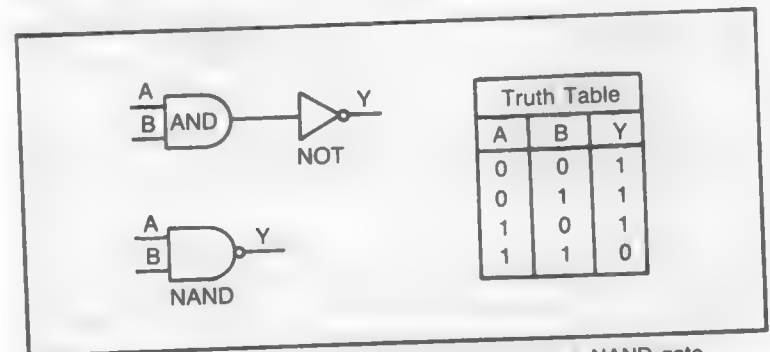 A
B
AND
Y
NOT
A
B
Y
NAND
Truth Table
A B Y
0 0 1
0 1 1
1 0 1
1 1 0
NAND gate